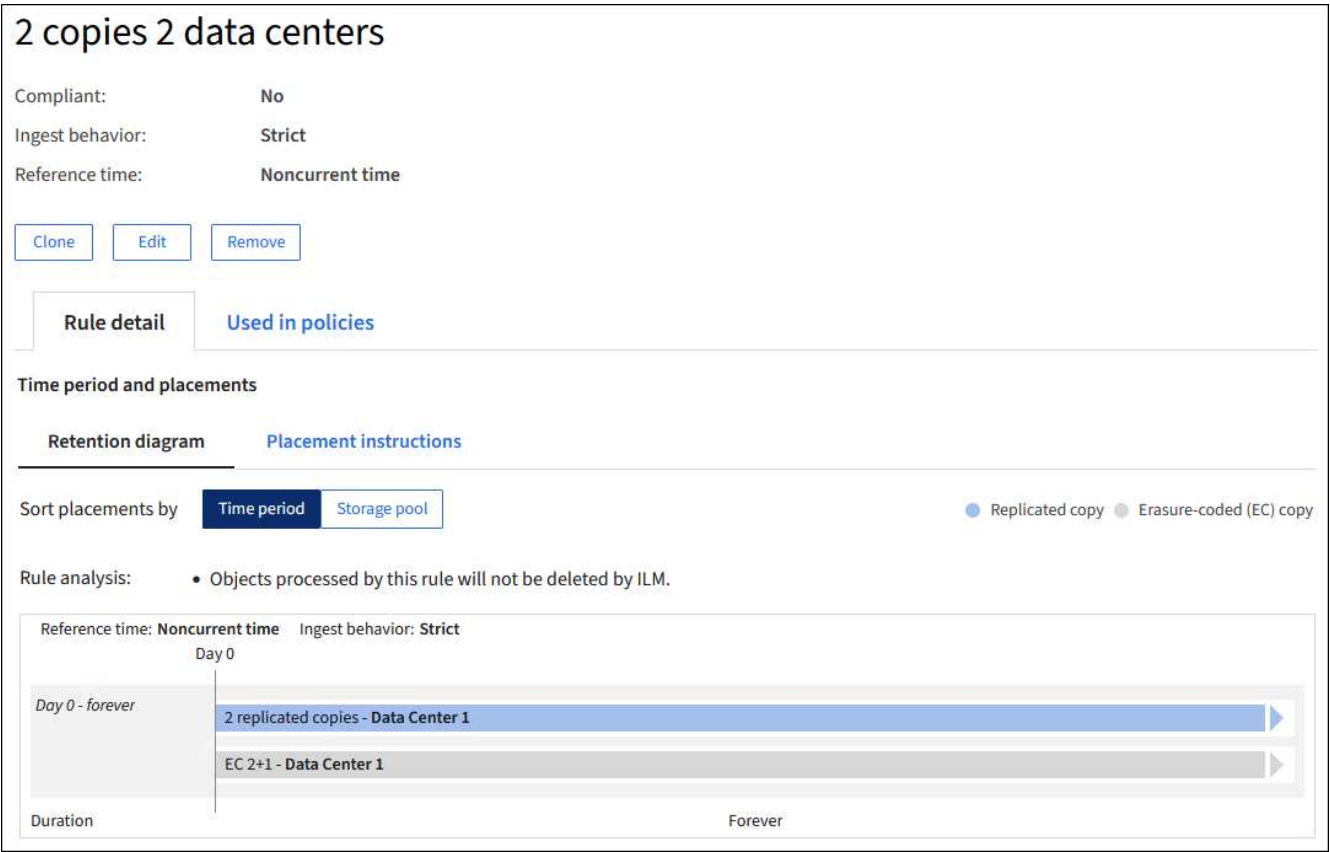 2 copies 2 data centers
Compliant: No
Ingest behavior: Strict
Reference time: Noncurrent time
Clone Edit Remove
Rule detail Used in policies
Time period and placements
Retention diagram Placement instructions
Sort placements by Time period Storage pool Replicated copy Erasure-coded (EC) copy
Rule analysis: • Objects processed by this rule will not be deleted by ILM.
Reference time: Noncurrent time Ingest behavior: Strict
Day 0
Day 0 - forever
2 replicated copies - Data Center 1
EC 2+1 - Data Center 1
Duration Forever